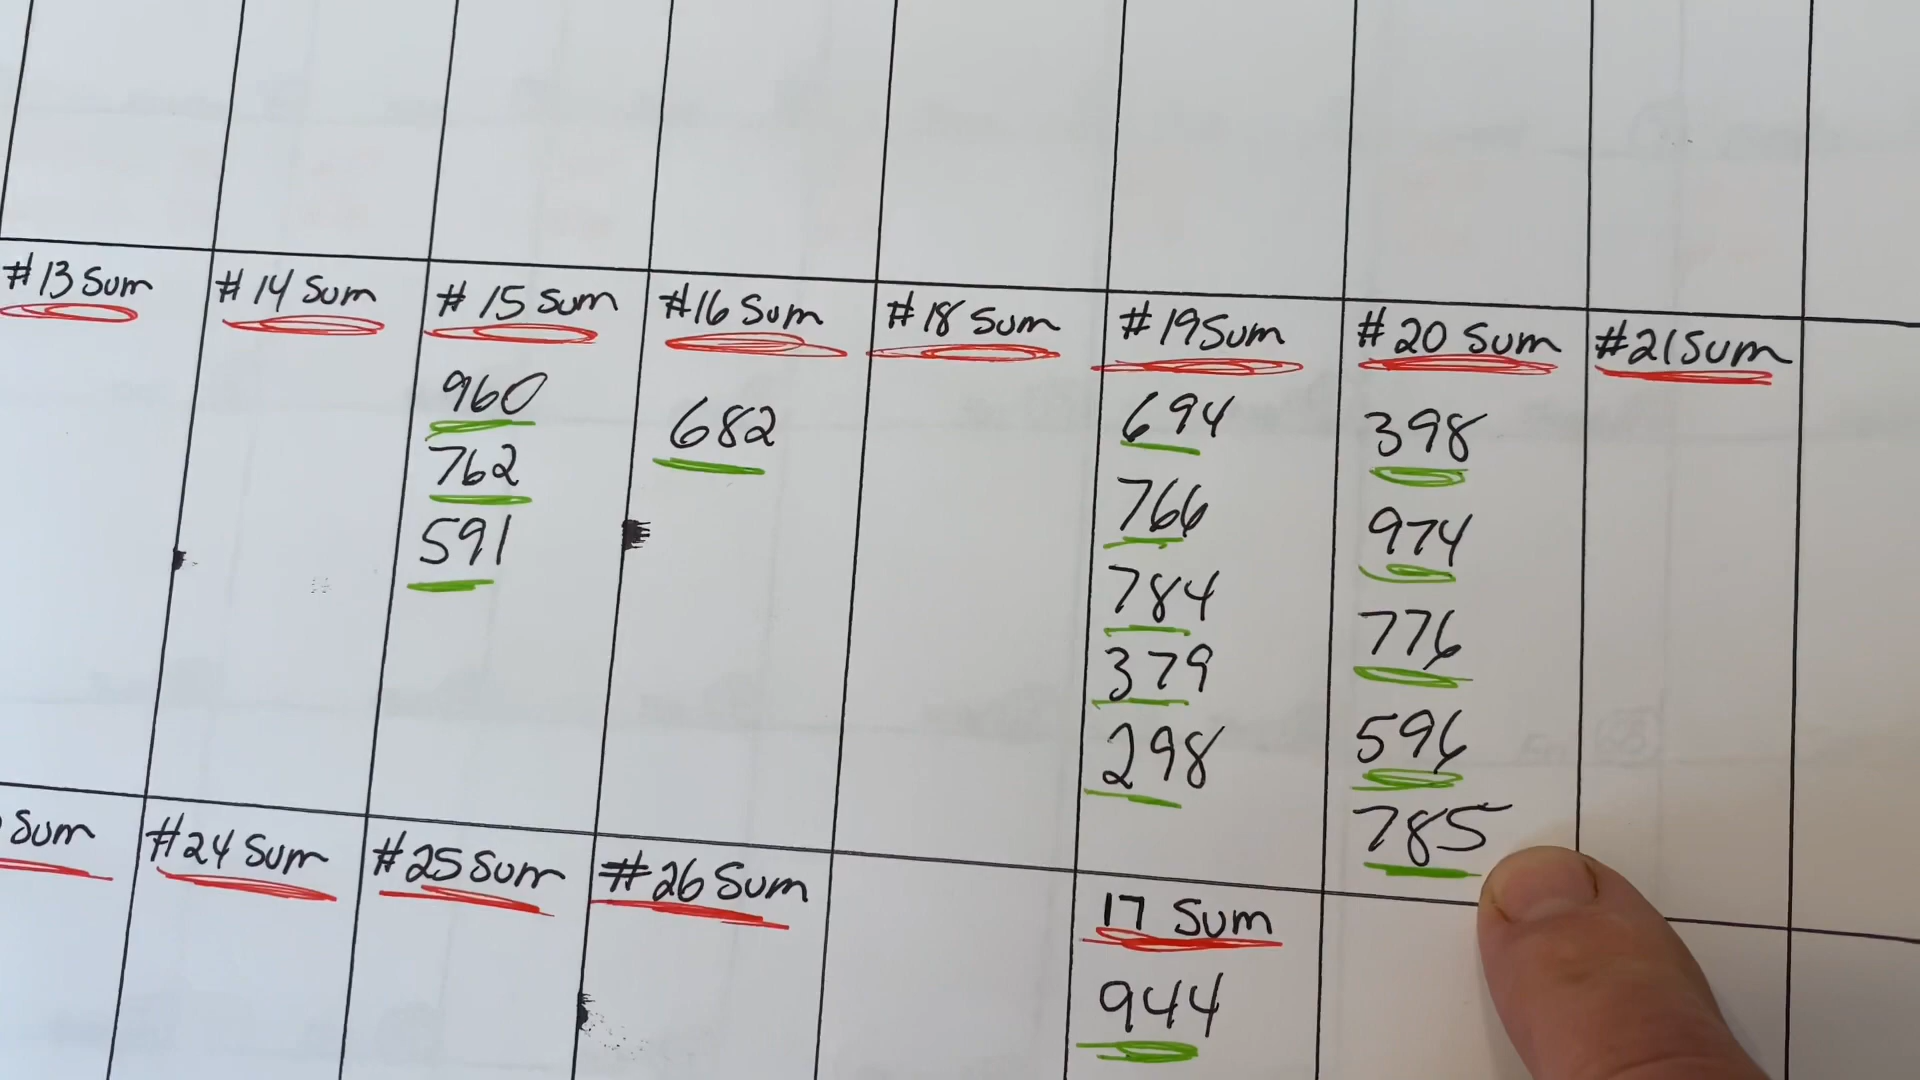 #13 Sum
#14 Sum
#15 Sum
960
762
591
#16 Sum
682
#18 Sum
#19 Sum
694
766
784
379
298
#20 Sum
398
974
776
596
785
#21 Sum
Sum
#24 Sum
#25 Sum
#26 Sum
17 Sum
944